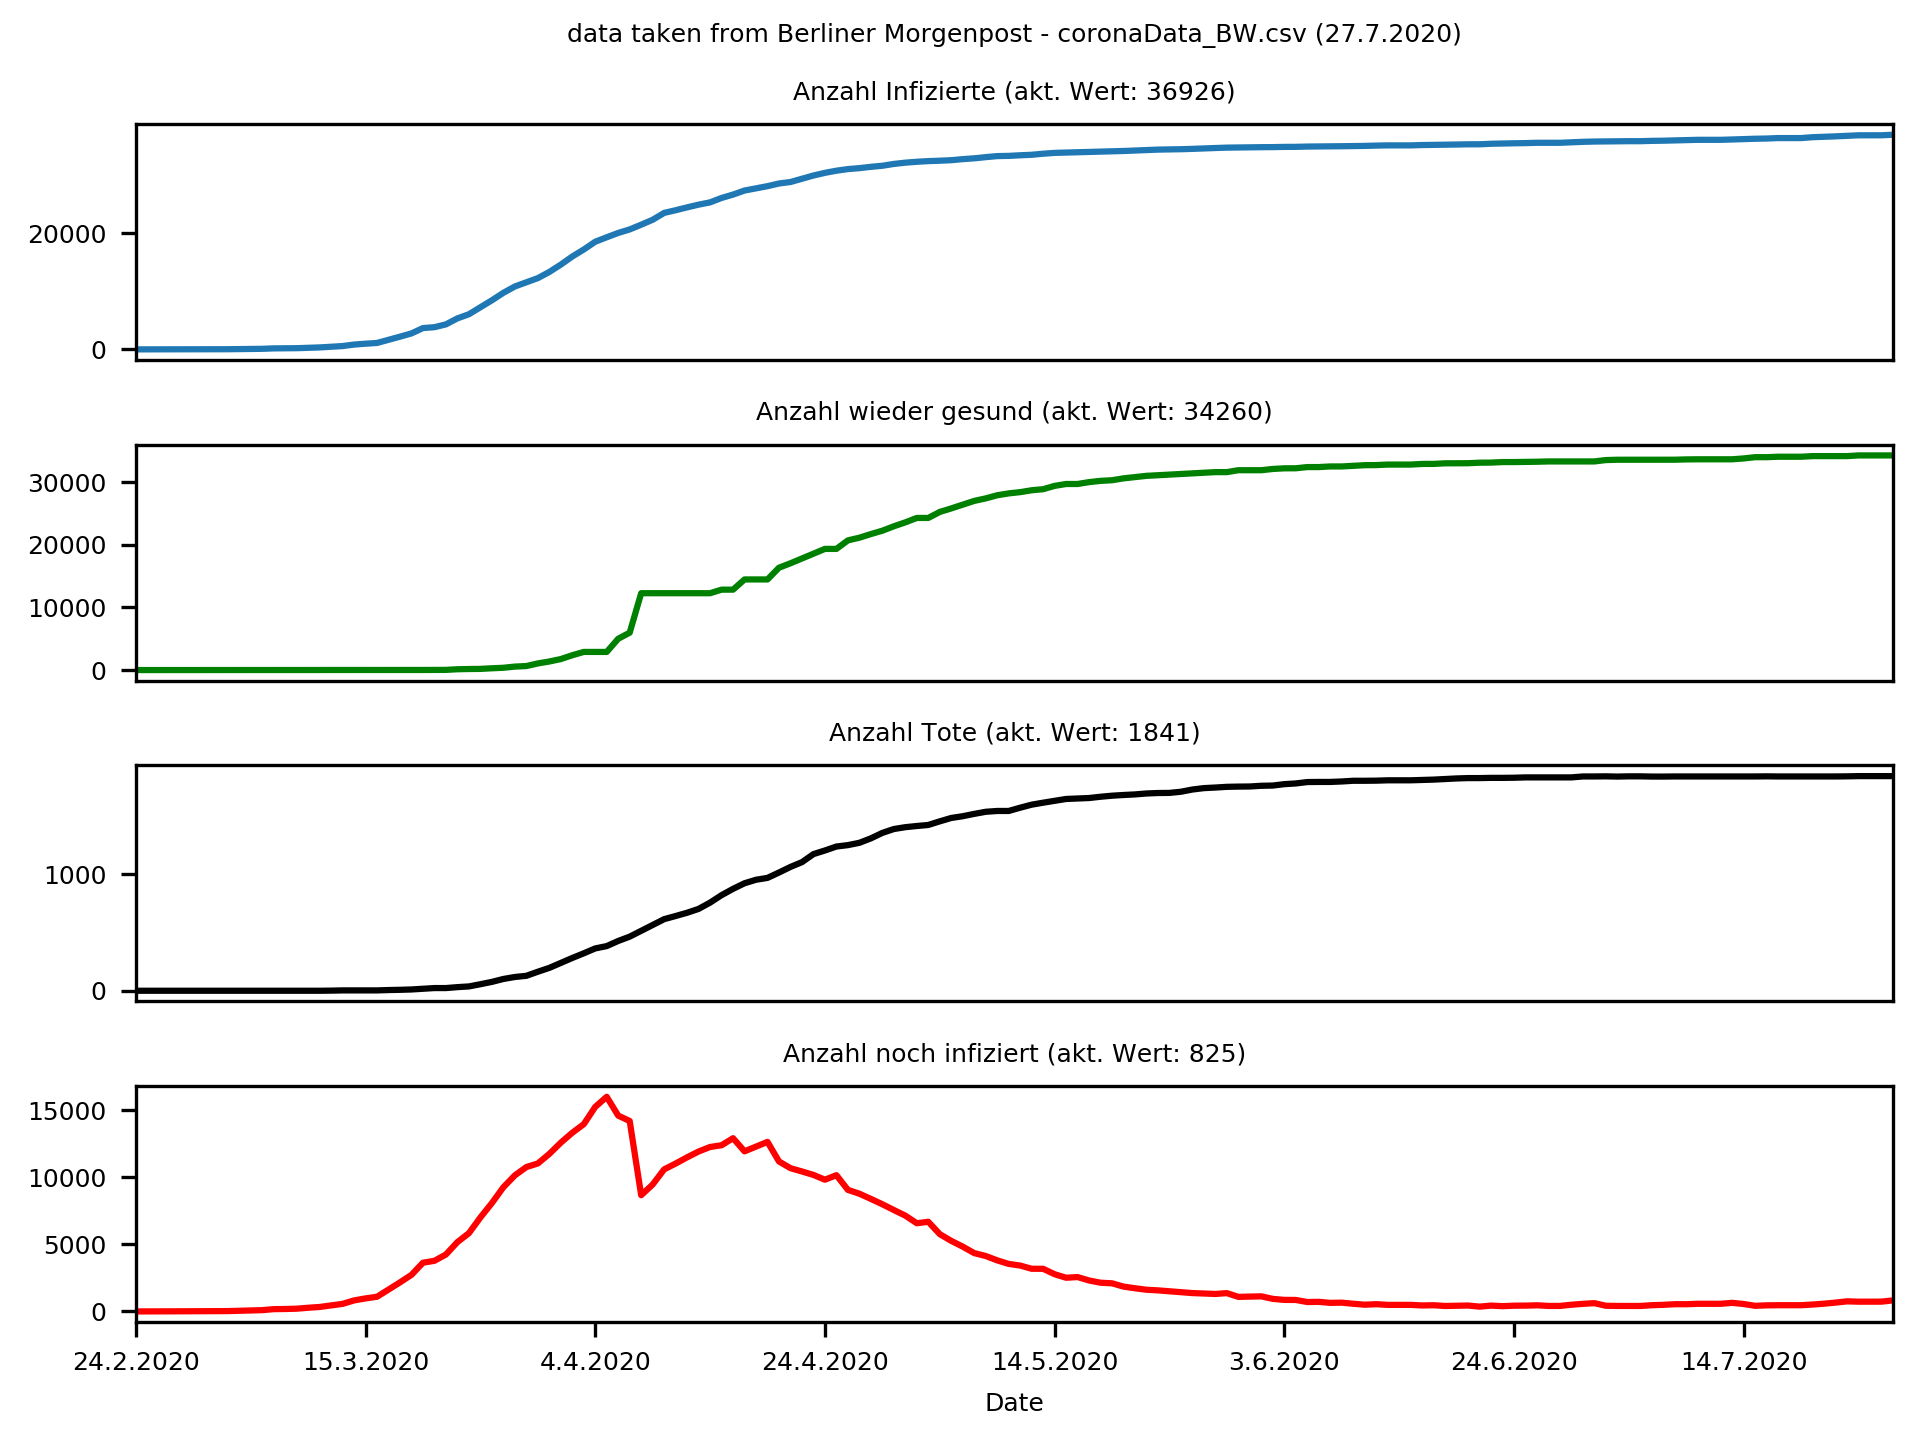 data taken from Berliner Morgenpost - coronaData_BW.csv (27.7.2020)
Anzahl Infizierte (akt. Wert: 36926)
20000
0
Anzahl wieder gesund (akt. Wert: 34260)
30000
20000
10000
0
Anzahl Tote (akt. Wert: 1841)
1000
0
Anzahl noch infiziert (akt. Wert: 825)
15000
10000
5000
0
24.2.2020 15.3.2020 4.4.2020 24.4.2020 14.5.2020 3.6.2020 24.6.2020 14.7.2020
Date